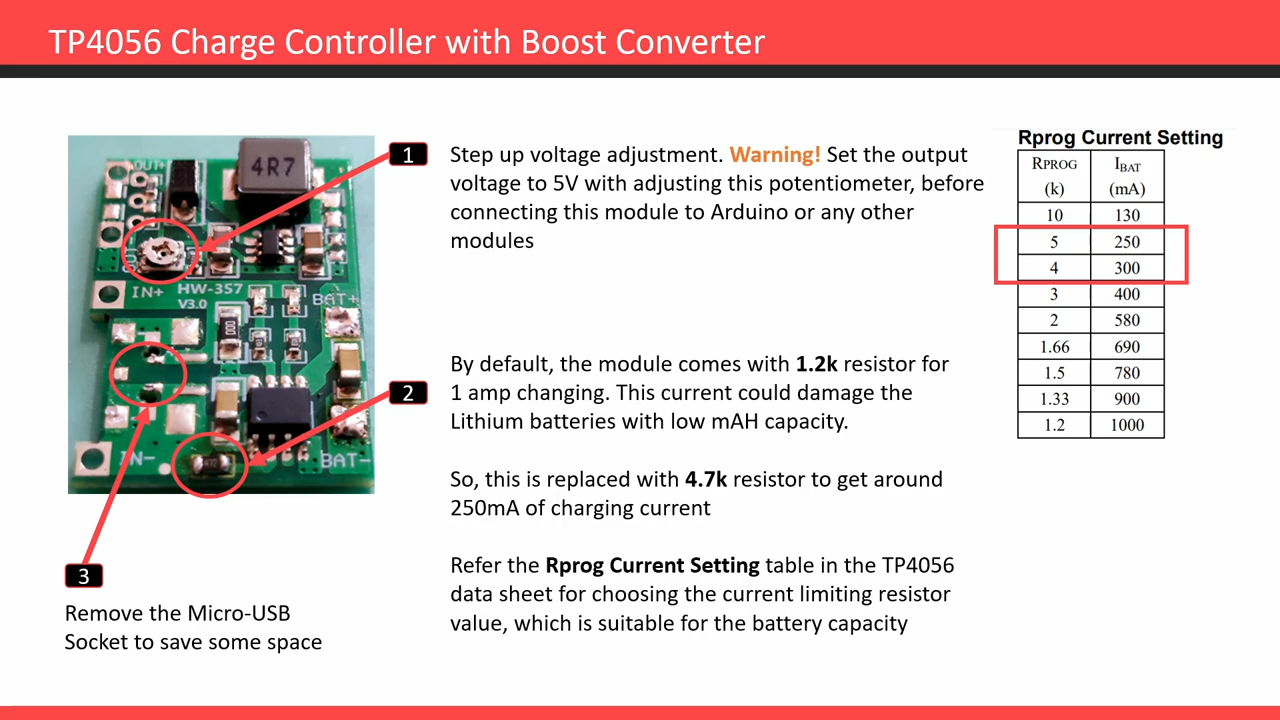 TP4056 Charge Controller with Boost Converter
OUT+
4R7
OUT
IN+
HW-357
V3.0
BAT+
IN-
BAT-
1
Step up voltage adjustment. Warning! Set the output
voltage to 5V with adjusting this potentiometer, before
connecting this module to Arduino or any other
modules
2
By default, the module comes with 1.2k resistor for
1 amp changing. This current could damage the
Lithium batteries with low mAH capacity.
So, this is replaced with 4.7k resistor to get around
250mA of charging current
Refer the Rprog Current Setting table in the TP4056
data sheet for choosing the current limiting resistor
value, which is suitable for the battery capacity
3
Remove the Micro-USB
Socket to save some space
Rprog Current Setting
RPROG IBAT
(k) (mA)
10 130
5 250
4 300
3 400
2 580
1.66 690
1.5 780
1.33 900
1.2 1000